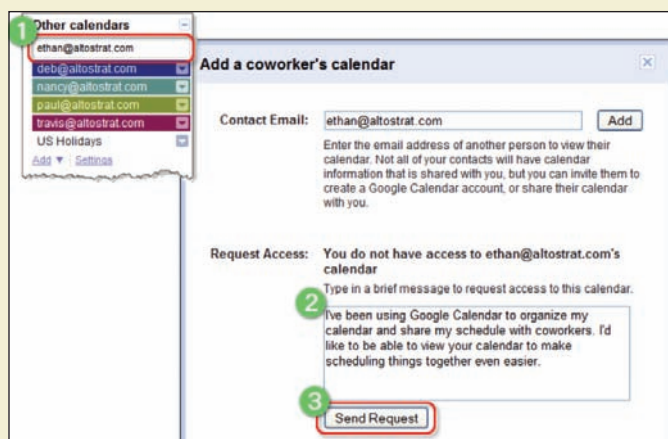 1
Other calendars
ethan@altostrat.com
deb@altostrat.com
nancy@altostrat.com
paul@altostrat.com
travis@altostrat.com
US Holidays
Add ▼ Settings
Add a coworker's calendar
Contact Email: ethan@altostrat.com Add
Enter the email address of another person to view their
calendar. Not all of your contacts will have calendar
information that is shared with you, but you can invite them to
create a Google Calendar account, or share their calendar
with you.
Request Access: You do not have access to ethan@altostrat.com's
calendar
Type in a brief message to request access to this calendar.
2
I've been using Google Calendar to organize my
calendar and share my schedule with coworkers. I'd
like to be able to view your calendar to make
scheduling things together even easier.
3
Send Request